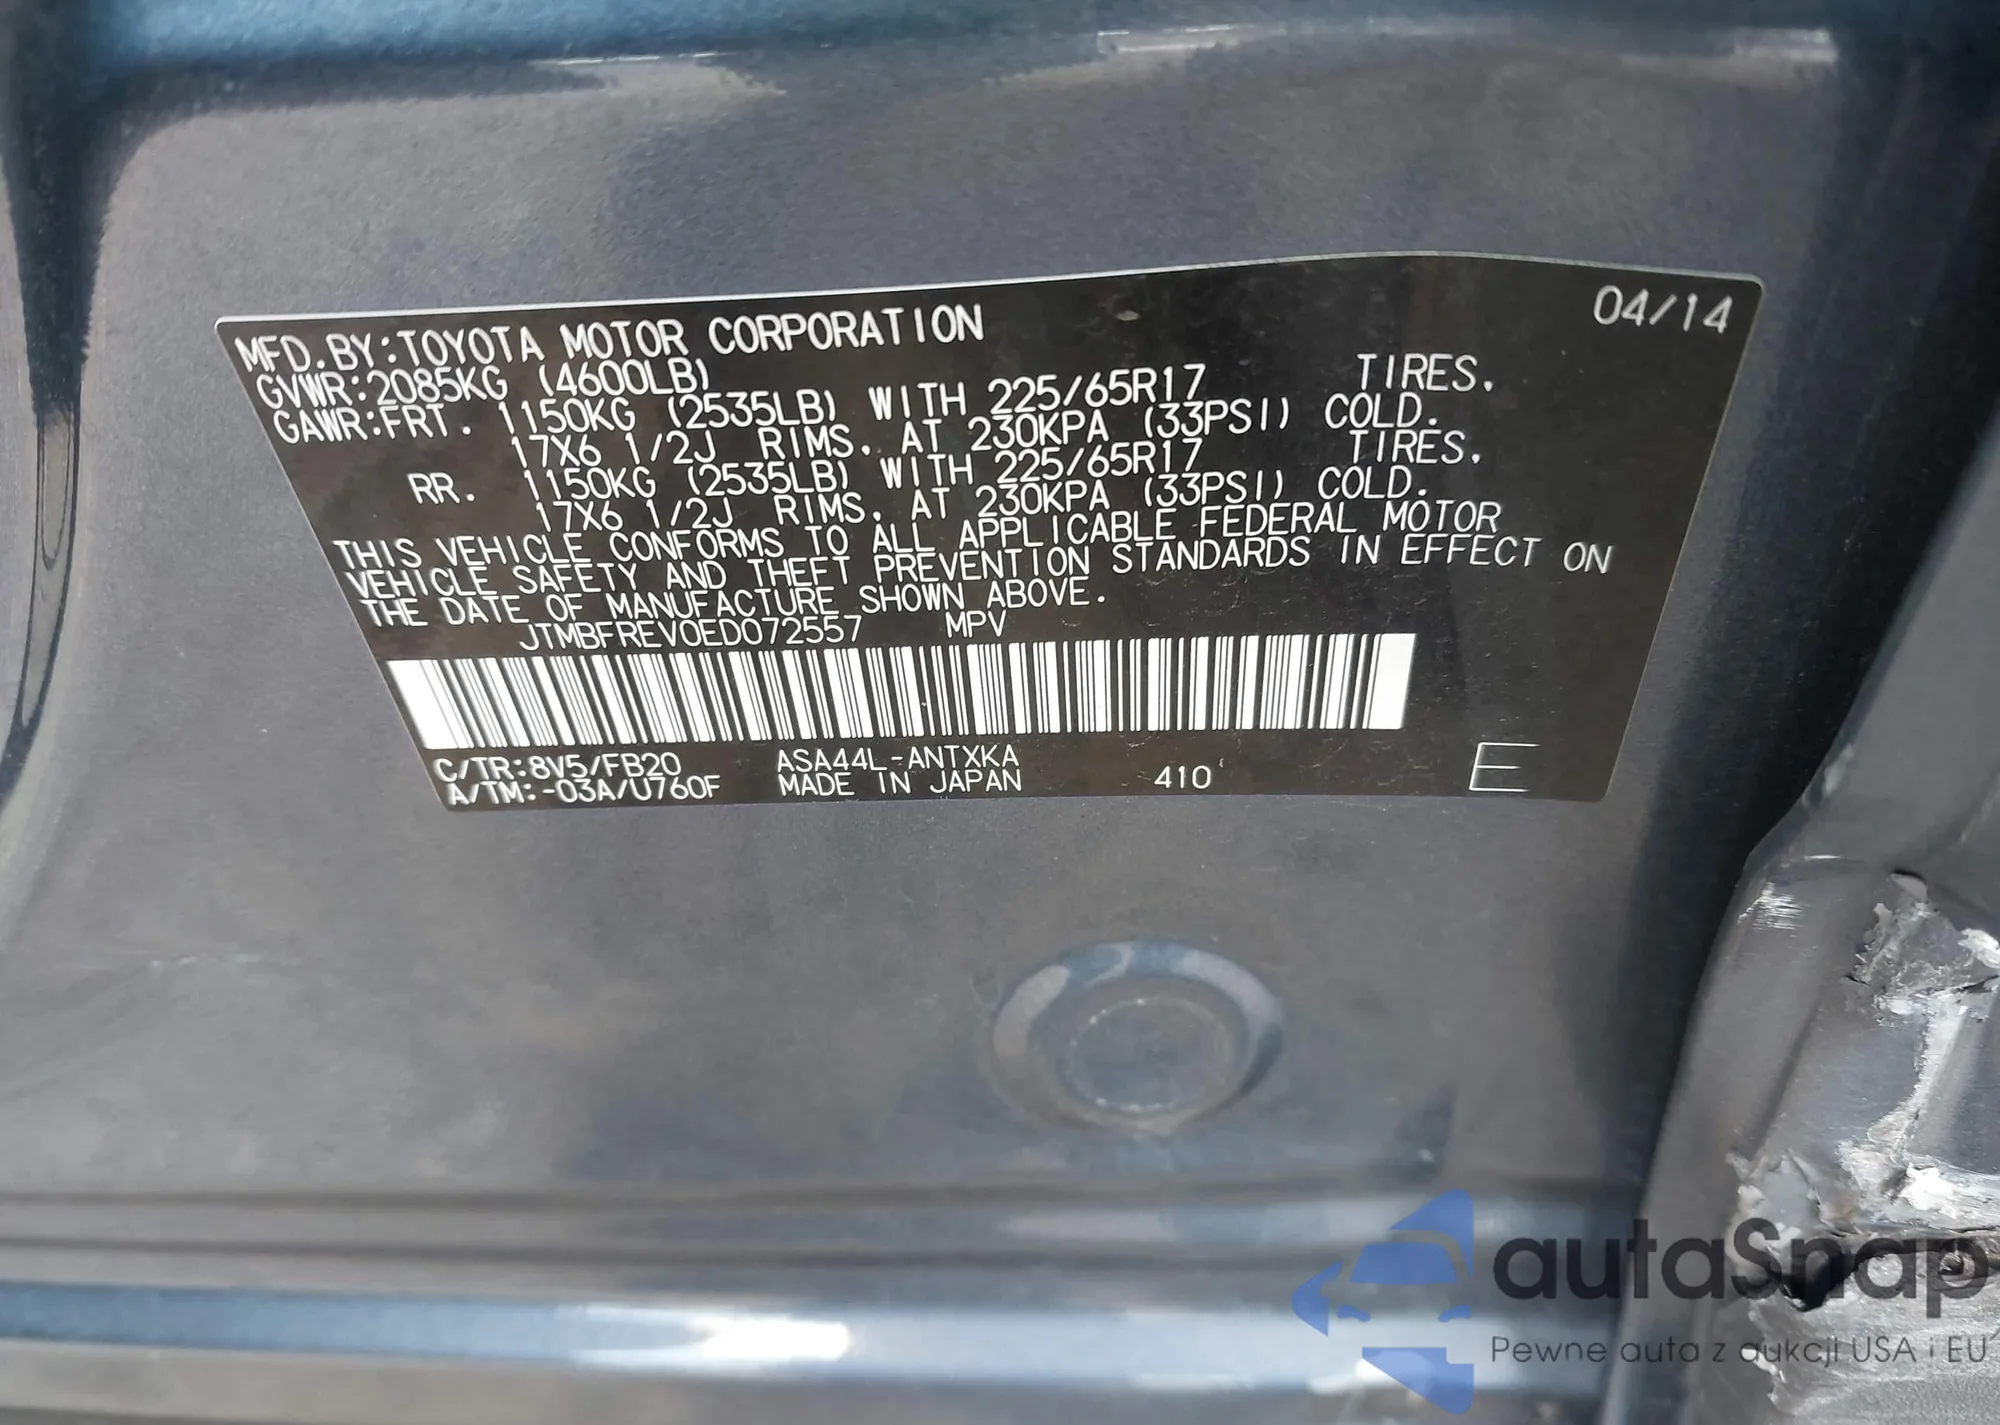 04/14
MFD.BY:TOYOTA MOTOR CORPORATION
GVWR:2085KG (4600LB)
GAWR:FRT. 1150KG (2535LB) WITH 225/65R17 TIRES.
17X6 1/2J RIMS, AT 230KPA (33PSI) COLD.
RR. 1150KG (2535LB) WITH 225/65R17 TIRES.
17X6 1/2J RIMS, AT 230KPA (33PSI) COLD.
THIS VEHICLE CONFORMS TO ALL APPLICABLE FEDERAL MOTOR
VEHICLE SAFETY AND THEFT PREVENTION STANDARDS IN EFFECT ON
THE DATE OF MANUFACTURE SHOWN ABOVE.
JTMBFREV0ED072557 MPV
C/TR:8V5/FB20 ASA44L-ANTXKA
A/TM:-03A/U760F MADE IN JAPAN 410 E
autoSnap
Pewne auta z aukcji USA i EU